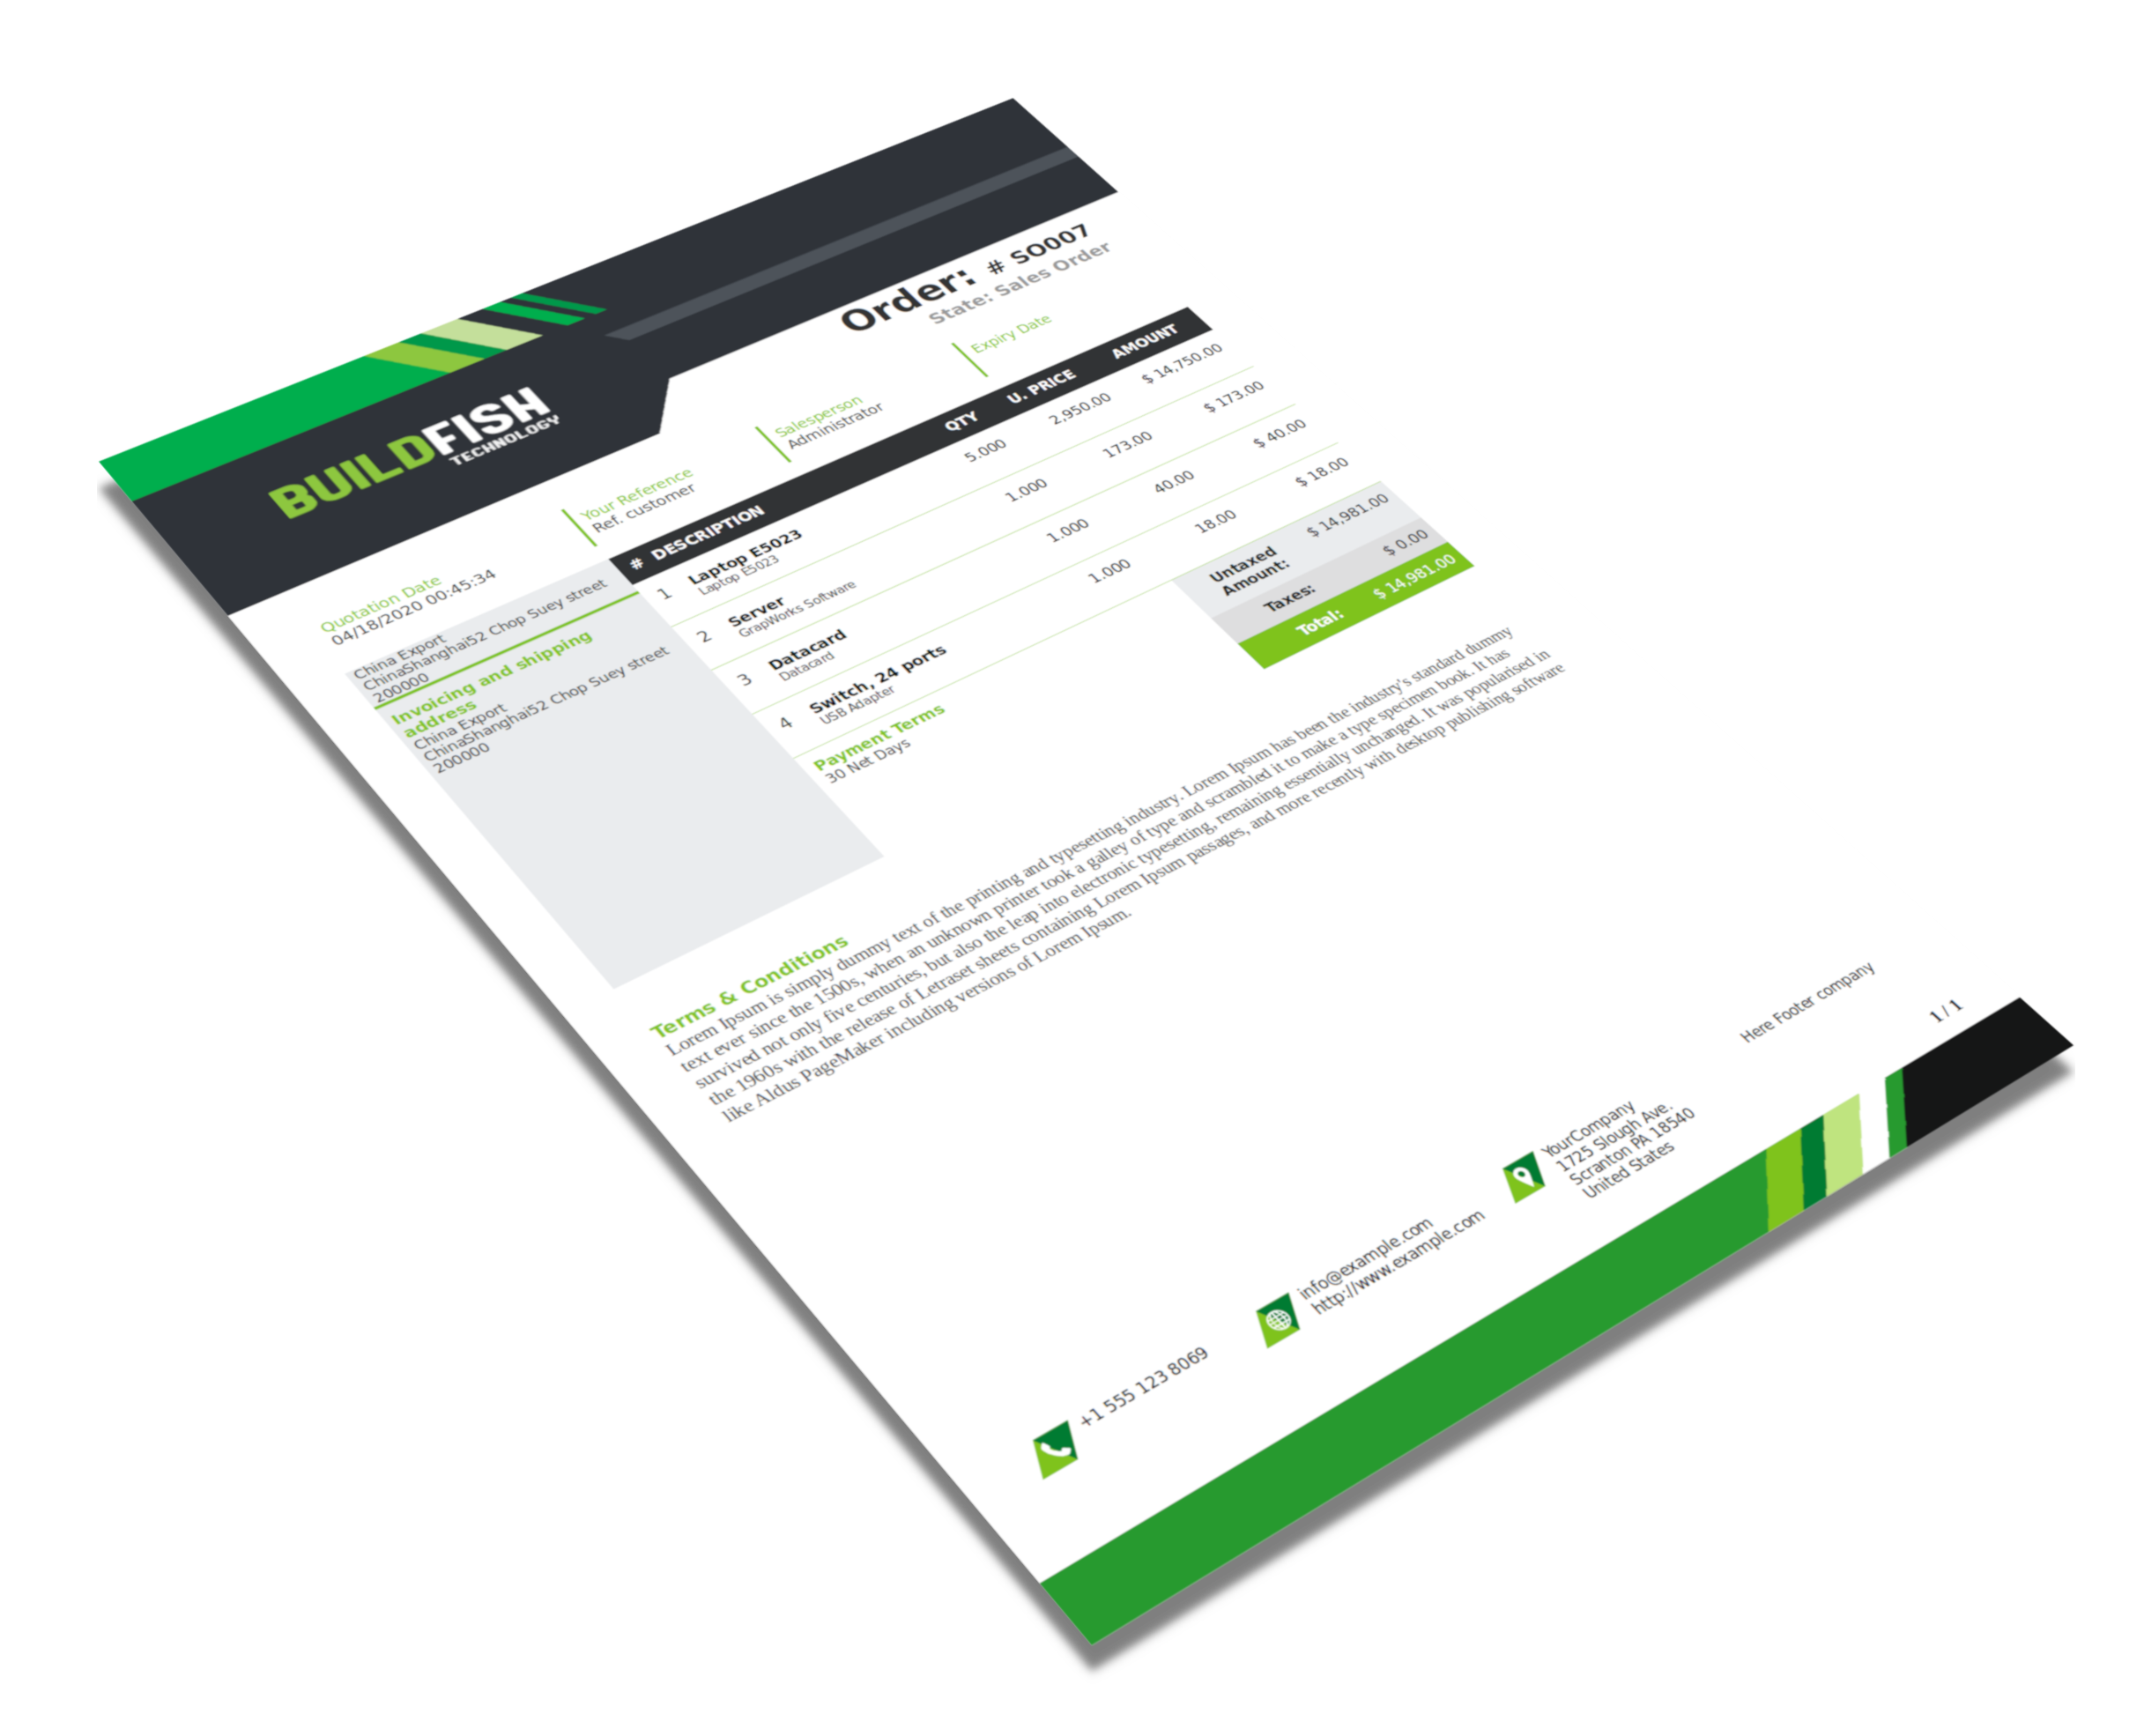 BUILDFISH
TECHNOLOGY
Order: # SO007
State: Sales Order
Quotation Date
04/18/2020 00:45:34
Your Reference
Ref. customer
Salesperson
Administrator
Expiry Date
China Export
ChinaShanghai52 Chop Suey street
200000
Invoicing and shipping
address
China Export
ChinaShanghai52 Chop Suey street
200000
# DESCRIPTION QTY U. PRICE AMOUNT
1 Laptop E5023 5.000 2,950.00 $ 14,750.00
Laptop E5023
2 Server 1.000 173.00 $ 173.00
GrapWorks Software
3 Datacard 1.000 40.00 $ 40.00
Datacard
4 Switch, 24 ports 1.000 18.00 $ 18.00
USB Adapter
Payment Terms
30 Net Days
Untaxed
Amount: $ 14,981.00
Taxes: $ 0.00
Total: $ 14,981.00
Terms & Conditions
Lorem Ipsum is simply dummy text of the printing and typesetting industry. Lorem Ipsum has been the industry's standard dummy
text ever since the 1500s, when an unknown printer took a galley of type and scrambled it to make a type specimen book. It has
survived not only five centuries, but also the leap into electronic typesetting, remaining essentially unchanged. It was popularised in
the 1960s with the release of Letraset sheets containing Lorem Ipsum passages, and more recently with desktop publishing software
like Aldus PageMaker including versions of Lorem Ipsum.
Here Footer company
1 / 1
+1 555 123 8069
info@example.com
http://www.example.com
YourCompany
1725 Slough Ave.
Scranton PA 18540
United States